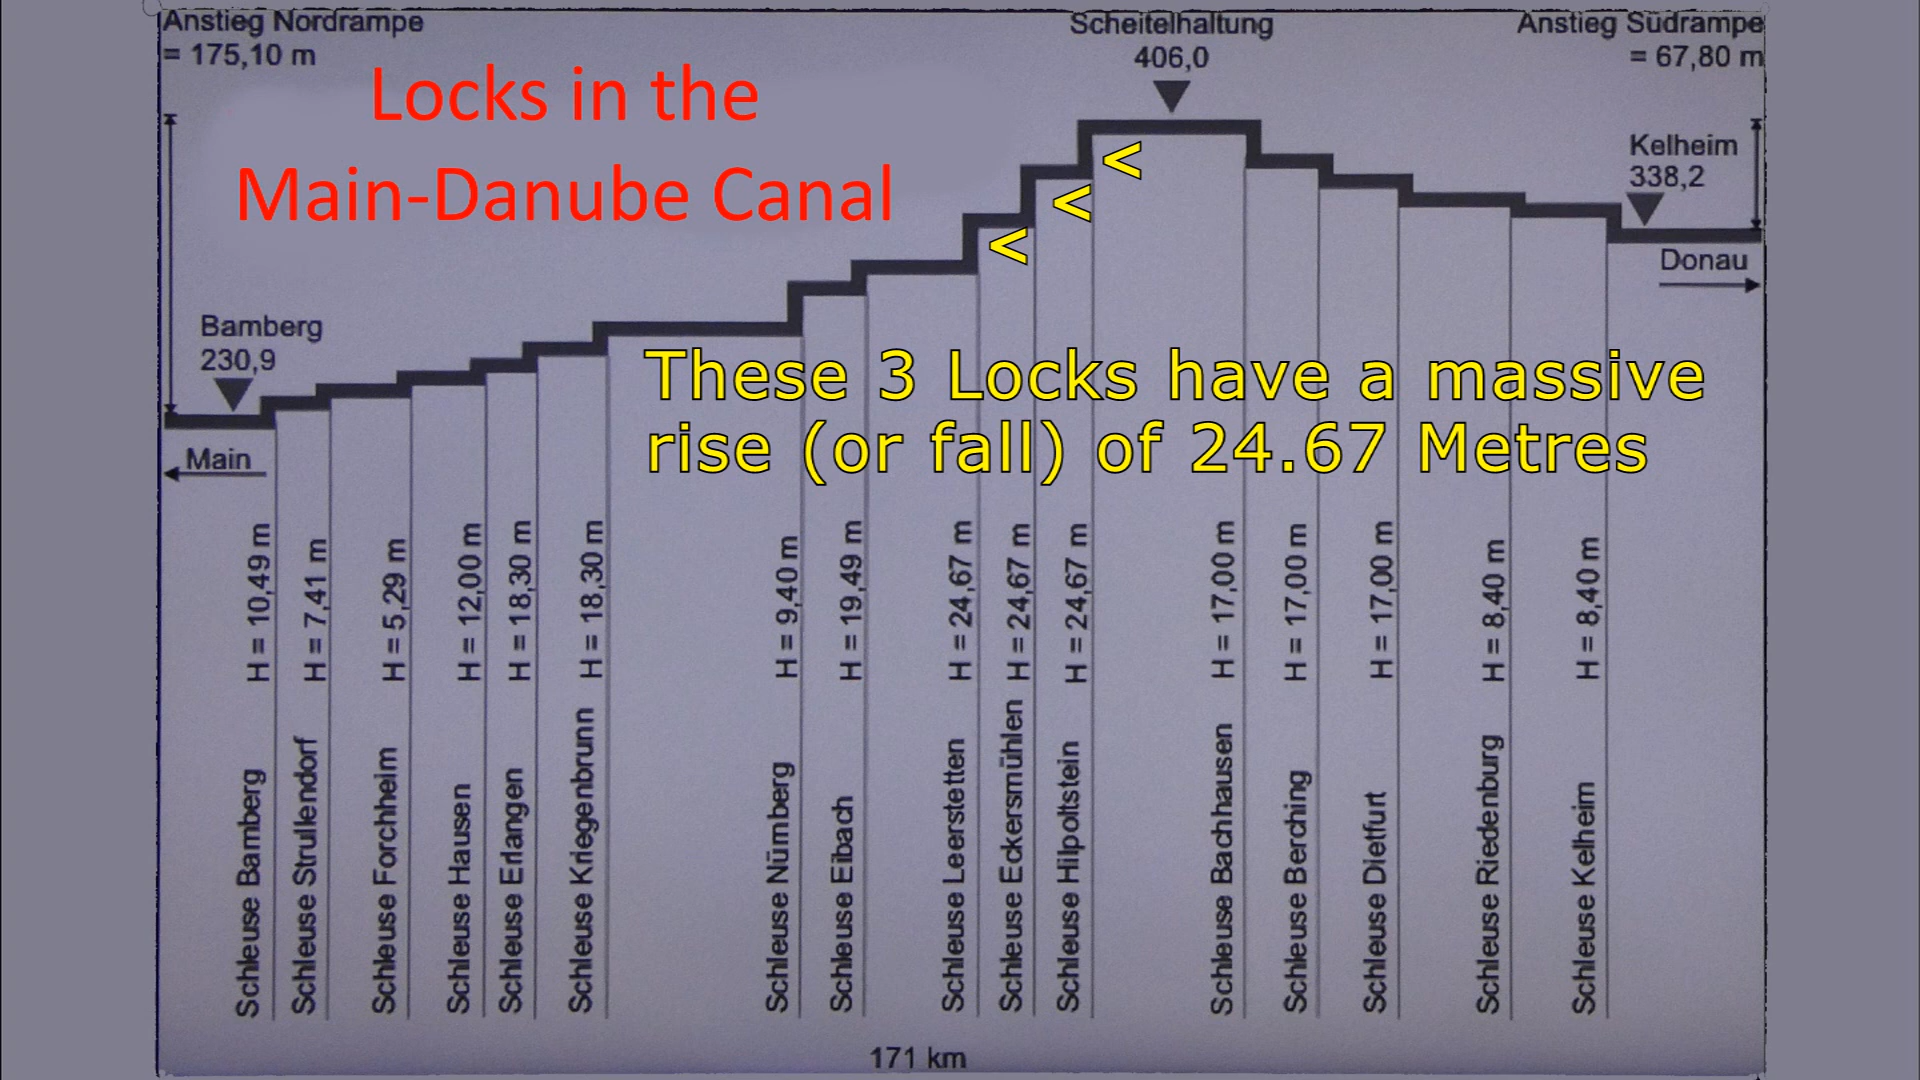 Anstieg Nordrampe
= 175,10 m
Scheitelhaltung
406,0
Anstieg Südrampe
= 67,80 m
Locks in the
Main-Danube Canal
<
<
<
Kelheim
338,2
Donau
Bamberg
230,9
Main
These 3 Locks have a massive
rise (or fall) of 24.67 Metres
Schleuse Bamberg H = 10,49 m
Schleuse Strullendorf H = 7,41 m
Schleuse Forchheim H = 5,29 m
Schleuse Hausen H = 12,00 m
Schleuse Erlangen H = 18,30 m
Schleuse Kriegenbrunn H = 18,30 m
Schleuse Nürnberg H = 9,40 m
Schleuse Eibach H = 19,49 m
Schleuse Leerstetten H = 24,67 m
Schleuse Eckersmühlen H = 24,67 m
Schleuse Hilpoltstein H = 24,67 m
Schleuse Bachhausen H = 17,00 m
Schleuse Berching H = 17,00 m
Schleuse Dietfurt H = 17,00 m
Schleuse Riedenburg H = 8,40 m
Schleuse Kelheim H = 8,40 m
171 km